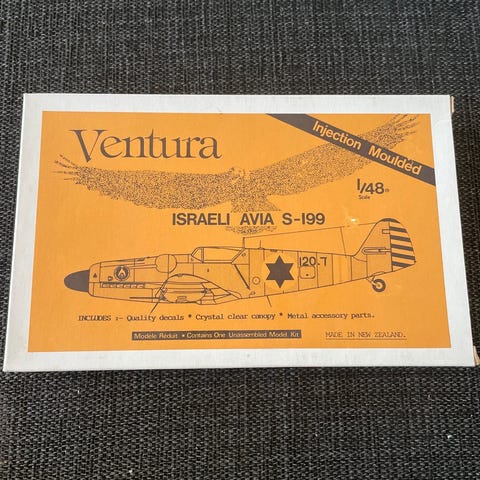 Ventura
Injection Moulded
1/48th
Scale
ISRAELI AVIA S-199
120.T
INCLUDES :- Quality decals * Crystal clear canopy * Metal accessory parts.
Modele Reduit • Contains One Unassembled Model Kit
MADE IN NEW ZEALAND.